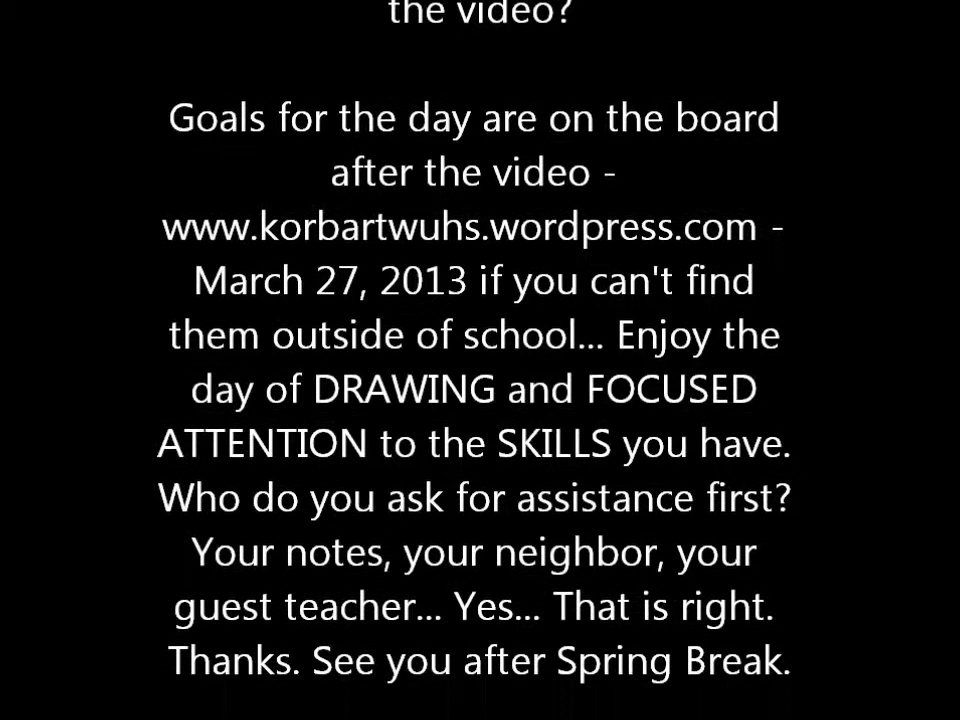 the video?
Goals for the day are on the board
after the video -
www.korbartwuhs.wordpress.com -
March 27, 2013 if you can't find
them outside of school... Enjoy the
day of DRAWING and FOCUSED
ATTENTION to the SKILLS you have.
Who do you ask for assistance first?
Your notes, your neighbor, your
guest teacher... Yes... That is right.
Thanks. See you after Spring Break.